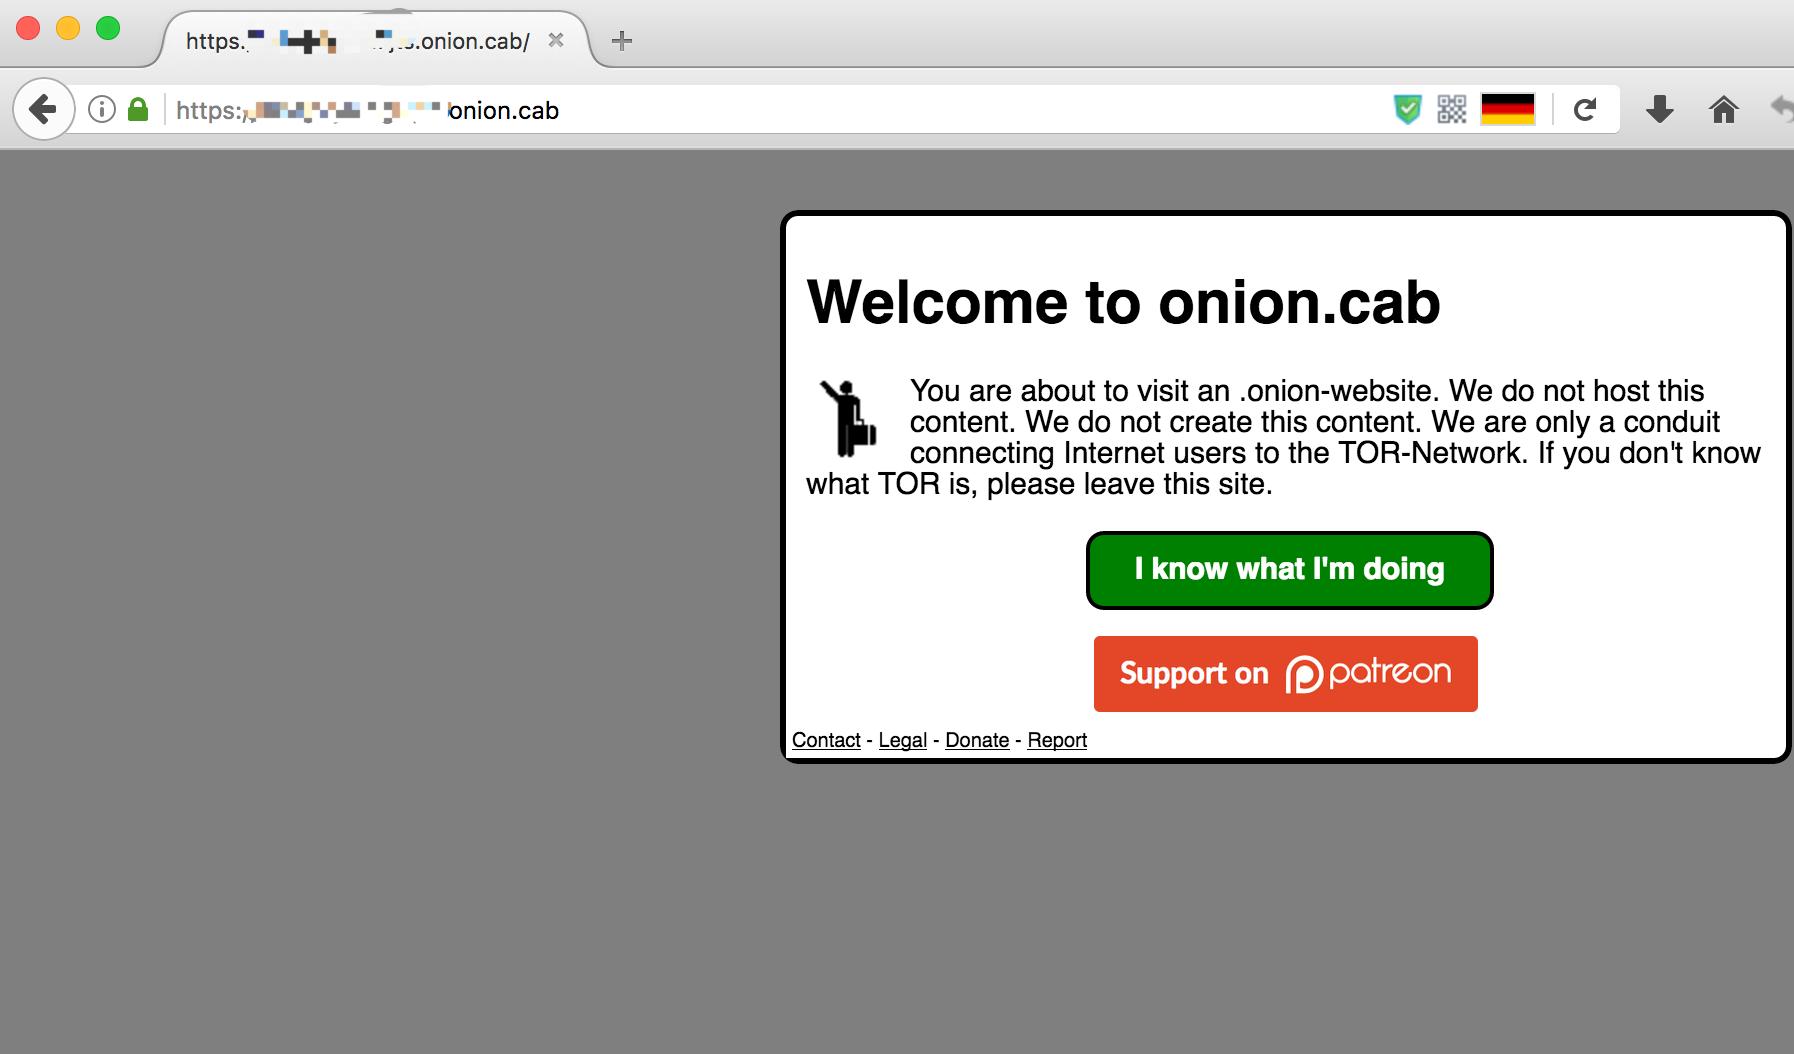 https. .onion.cab/
https: onion.cab
Welcome to onion.cab
You are about to visit an .onion-website. We do not host this
content. We do not create this content. We are only a conduit
connecting Internet users to the TOR-Network. If you don't know
what TOR is, please leave this site.
I know what I'm doing
Support on patreon
Contact - Legal - Donate - Report